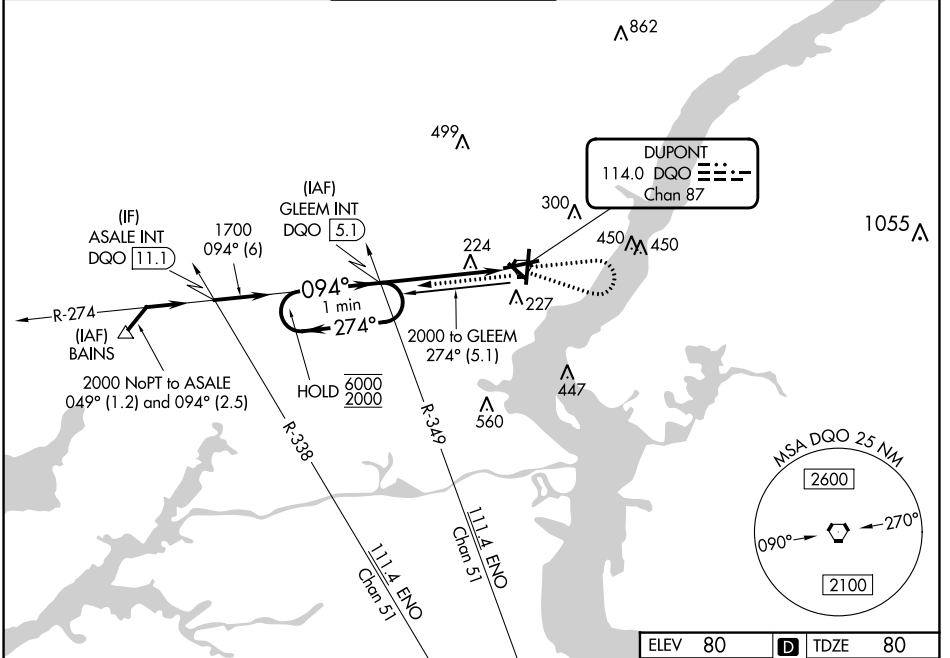 862
499
DUPONT
114.0 DQO
Chan 87
(IAF)
GLEEM INT
DQO 5.1
(IF)
ASALE INT
DQO 11.1
1700
094° (6)
300
1055
450
450
224
227
094°
1 min
274°
R-274
(IAF)
BAINS
2000 to GLEEM
274° (5.1)
2000 NoPT to ASALE
049° (1.2) and 094° (2.5)
HOLD 6000
2000
447
560
R-338
R-349
111.4 ENO
Chan 51
111.4 ENO
Chan 51
MSA DQO 25 NM
2600
090°
270°
2100
ELEV 80 D TDZE 80